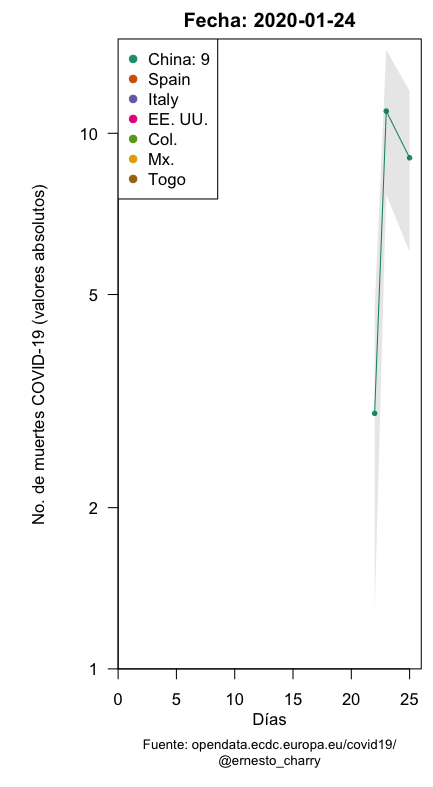 Fecha: 2020-01-24
China: 9
Spain
Italy
EE. UU.
Col.
Mx.
Togo
No. de muertes COVID-19 (valores absolutos)
10
5
2
1
0 5 10 15 20 25
Días
Fuente: opendata.ecdc.europa.eu/covid19/
@ernesto_charry